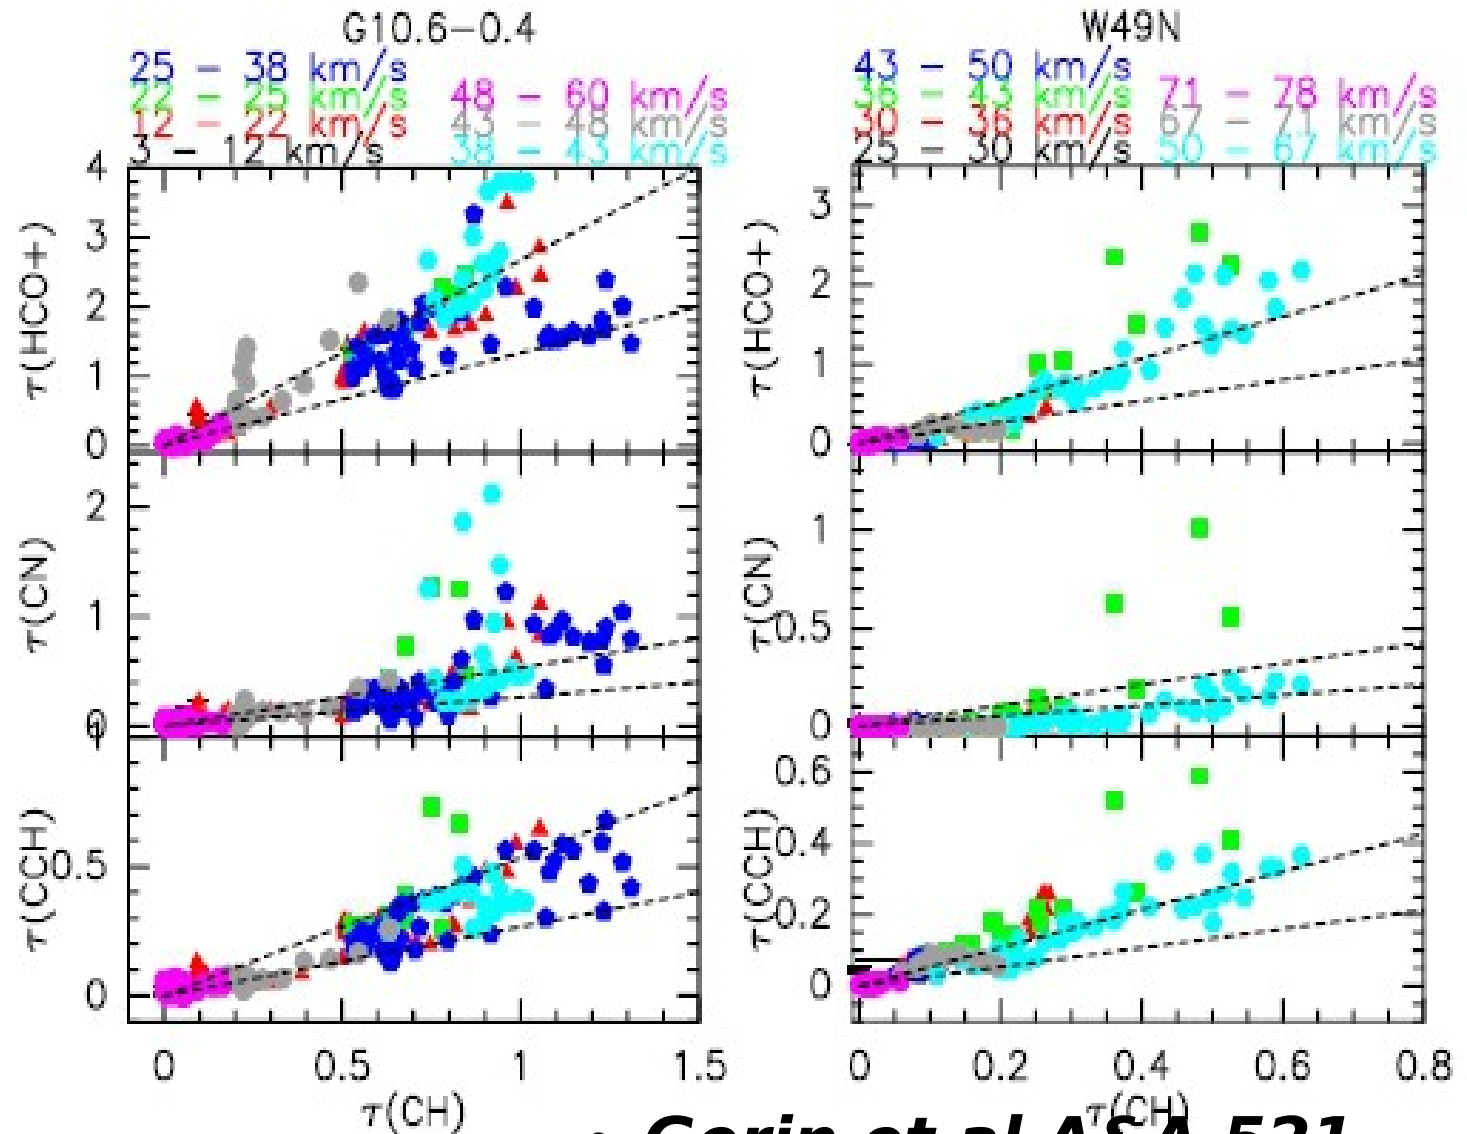 G10.6−0.4
W49N
25 − 38 km/s
22 − 25 km/s
48 − 60 km/s
12 − 22 km/s
43 − 48 km/s
3 − 12 km/s
38 − 43 km/s
43 − 50 km/s
36 − 43 km/s
71 − 78 km/s
30 − 36 km/s
67 − 71 km/s
25 − 30 km/s
50 − 67 km/s
4
3
2
1
0
τ(HCO+)
3
2
1
0
τ(HCO+)
2
1
0
τ(CN)
1
0.5
0
τ(CN)
0.5
0
τ(CCH)
0.6
0.4
0.2
0
τ(CCH)
0 0.5 1 1.5
0 0.2 0.4 0.6 0.8
τ(CH)
τ(CH)